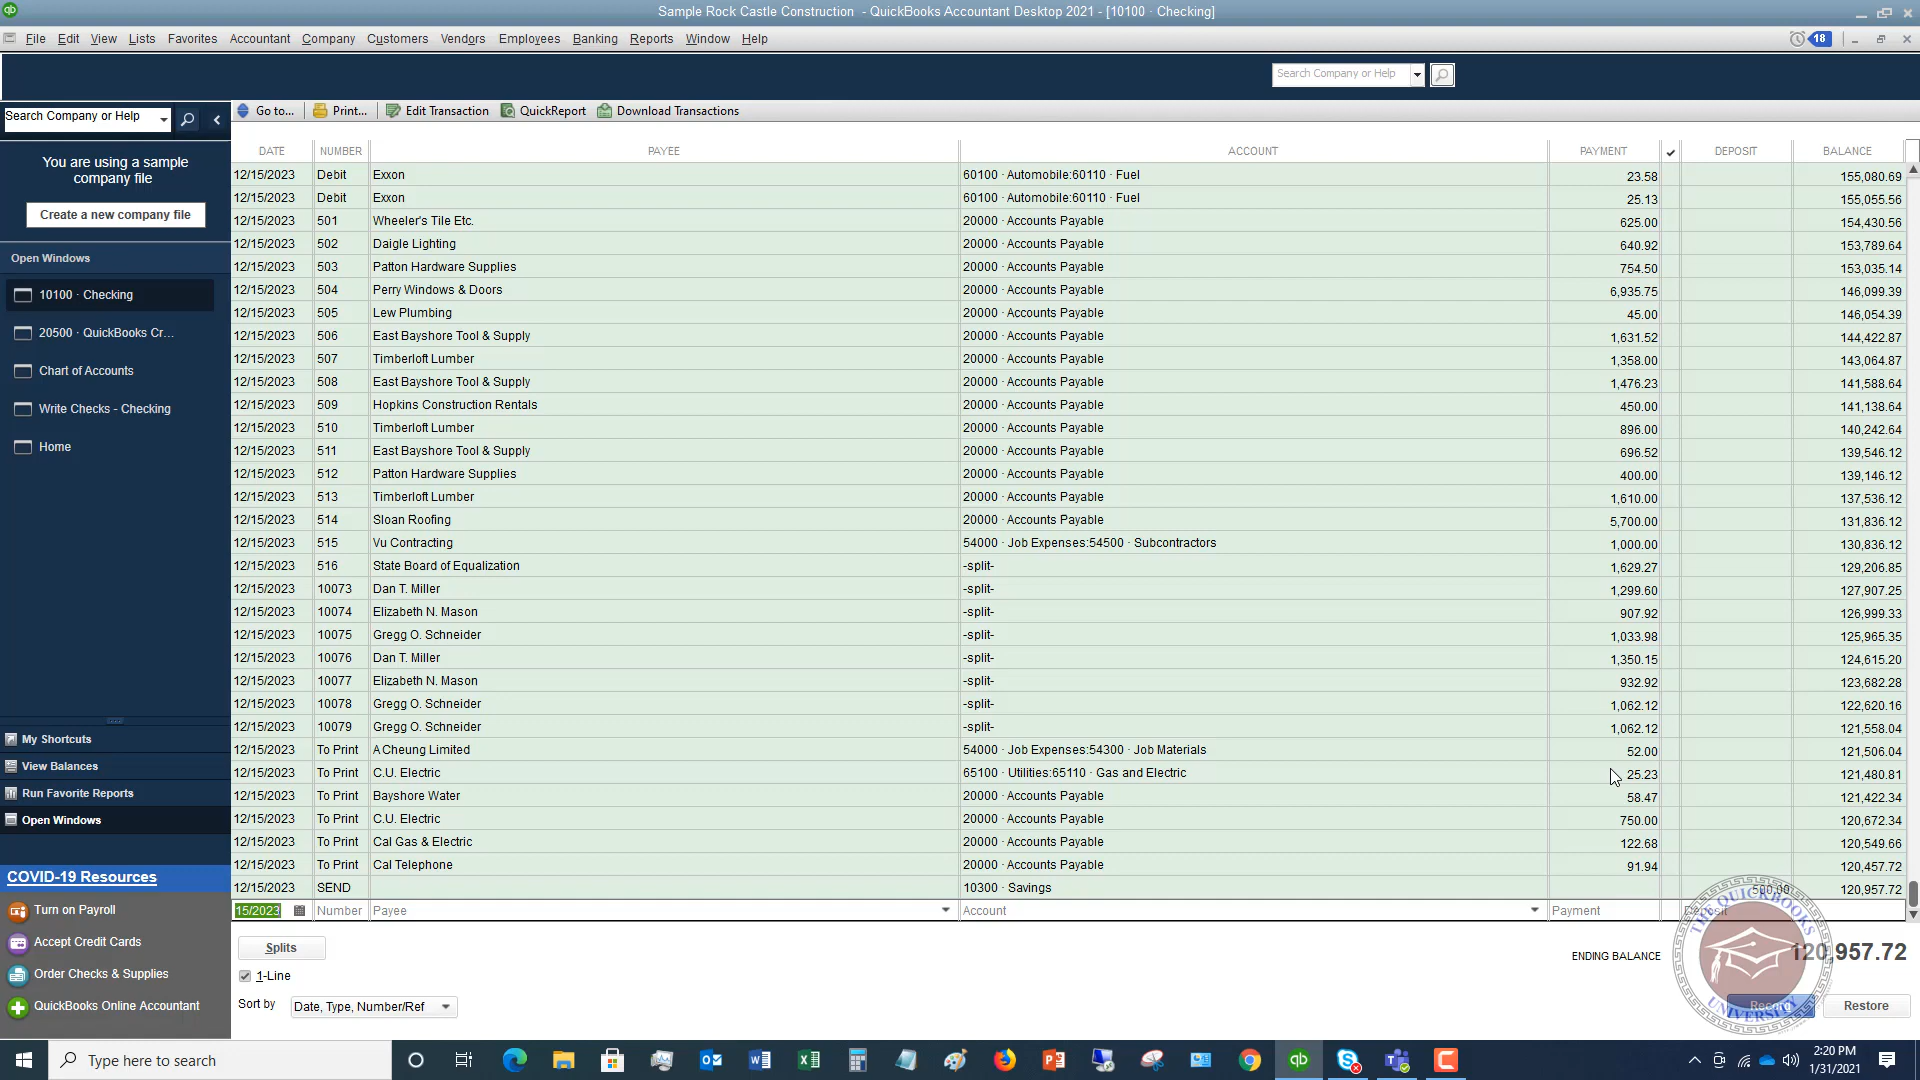 Sample Rock Castle Construction - QuickBooks Accountant Desktop 2021 - [10100 · Checking]
File Edit View Lists Favorites Accountant Company Customers Vendors Employees Banking Reports Window Help
18
Search Company or Help
Search Company or Help
Go to... Print... Edit Transaction QuickReport Download Transactions
You are using a sample
company file
Create a new company file
Open Windows
10100 · Checking
20500 · QuickBooks Cr...
Chart of Accounts
Write Checks - Checking
Home
My Shortcuts
View Balances
Run Favorite Reports
Open Windows
COVID-19 Resources
Turn on Payroll
Accept Credit Cards
Order Checks & Supplies
QuickBooks Online Accountant
DATE NUMBER PAYEE ACCOUNT PAYMENT ✓ DEPOSIT BALANCE
12/15/2023 Debit Exxon 60100 · Automobile:60110 · Fuel 23.58 155,080.69
12/15/2023 Debit Exxon 60100 · Automobile:60110 · Fuel 25.13 155,055.56
12/15/2023 501 Wheeler's Tile Etc. 20000 · Accounts Payable 625.00 154,430.56
12/15/2023 502 Daigle Lighting 20000 · Accounts Payable 640.92 153,789.64
12/15/2023 503 Patton Hardware Supplies 20000 · Accounts Payable 754.50 153,035.14
12/15/2023 504 Perry Windows & Doors 20000 · Accounts Payable 6,935.75 146,099.39
12/15/2023 505 Lew Plumbing 20000 · Accounts Payable 45.00 146,054.39
12/15/2023 506 East Bayshore Tool & Supply 20000 · Accounts Payable 1,631.52 144,422.87
12/15/2023 507 Timberloft Lumber 20000 · Accounts Payable 1,358.00 143,064.87
12/15/2023 508 East Bayshore Tool & Supply 20000 · Accounts Payable 1,476.23 141,588.64
12/15/2023 509 Hopkins Construction Rentals 20000 · Accounts Payable 450.00 141,138.64
12/15/2023 510 Timberloft Lumber 20000 · Accounts Payable 896.00 140,242.64
12/15/2023 511 East Bayshore Tool & Supply 20000 · Accounts Payable 696.52 139,546.12
12/15/2023 512 Patton Hardware Supplies 20000 · Accounts Payable 400.00 139,146.12
12/15/2023 513 Timberloft Lumber 20000 · Accounts Payable 1,610.00 137,536.12
12/15/2023 514 Sloan Roofing 20000 · Accounts Payable 5,700.00 131,836.12
12/15/2023 515 Vu Contracting 54000 · Job Expenses:54500 · Subcontractors 1,000.00 130,836.12
12/15/2023 516 State Board of Equalization -split- 1,629.27 129,206.85
12/15/2023 10073 Dan T. Miller -split- 1,299.60 127,907.25
12/15/2023 10074 Elizabeth N. Mason -split- 907.92 126,999.33
12/15/2023 10075 Gregg O. Schneider -split- 1,033.98 125,965.35
12/15/2023 10076 Dan T. Miller -split- 1,350.15 124,615.20
12/15/2023 10077 Elizabeth N. Mason -split- 932.92 123,682.28
12/15/2023 10078 Gregg O. Schneider -split- 1,062.12 122,620.16
12/15/2023 10079 Gregg O. Schneider -split- 1,062.12 121,558.04
12/15/2023 To Print A Cheung Limited 54000 · Job Expenses:54300 · Job Materials 52.00 121,506.04
12/15/2023 To Print C.U. Electric 65100 · Utilities:65110 · Gas and Electric 25.23 121,480.81
12/15/2023 To Print Bayshore Water 20000 · Accounts Payable 58.47 121,422.34
12/15/2023 To Print C.U. Electric 20000 · Accounts Payable 750.00 120,672.34
12/15/2023 To Print Cal Gas & Electric 20000 · Accounts Payable 122.68 120,549.66
12/15/2023 To Print Cal Telephone 20000 · Accounts Payable 91.94 120,457.72
12/15/2023 SEND 10300 · Savings 500.00 120,957.72
15/2023 Number Payee Account Payment Deposit
Splits
1-Line
Sort by Date, Type, Number/Ref
ENDING BALANCE 120,957.72
Record Restore
THE QUICKBOOKS
UNIVERSITY
Type here to search
2:20 PM
1/31/2021